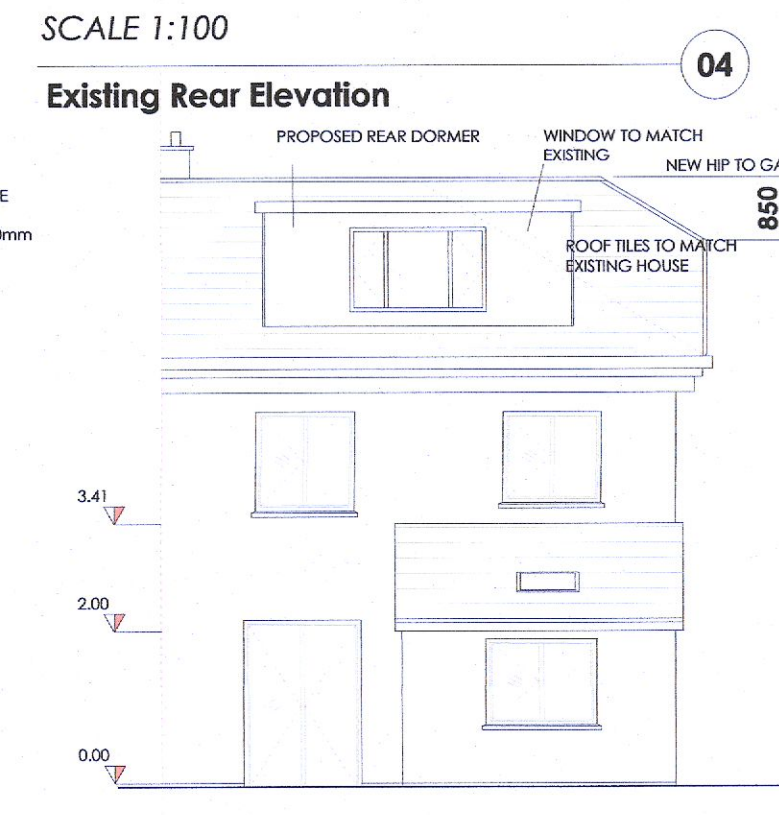 SCALE 1:100
04
Existing Rear Elevation
PROPOSED REAR DORMER
WINDOW TO MATCH
EXISTING
NEW HIP TO GA
E
0mm
850
ROOF TILES TO MATCH
EXISTING HOUSE
3.41
2.00
0.00